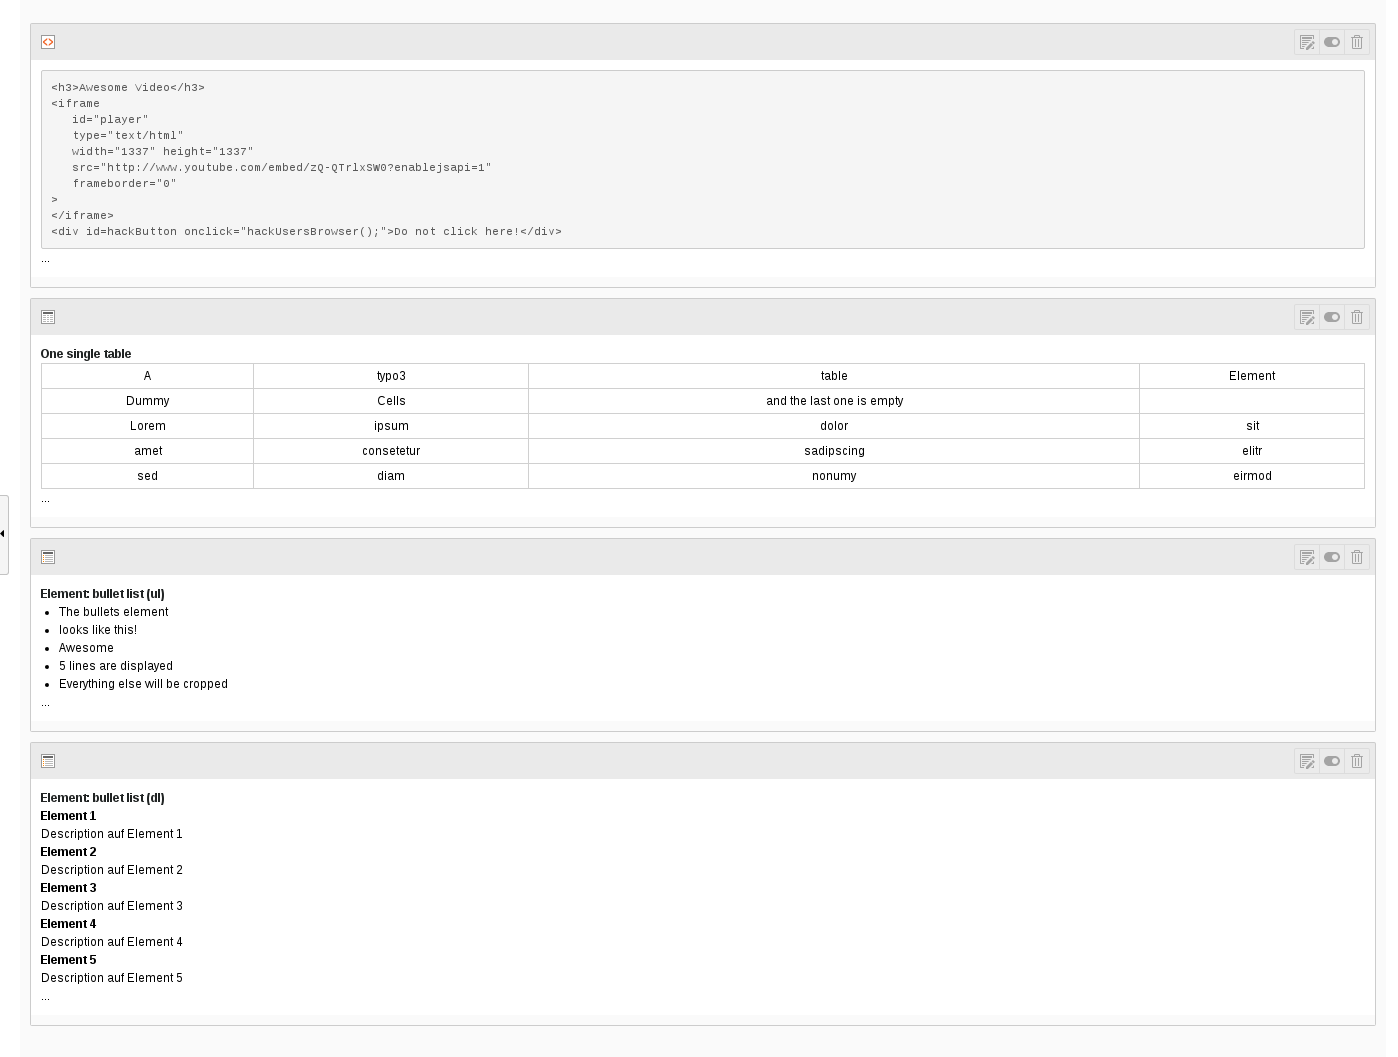 <h3>Awesome Video</h3>
<iframe
id="player"
type="text/html"
width="1337" height="1337"
src="http://www.youtube.com/embed/zQ-QTrlxSW0?enablejsapi=1"
frameborder="0"
>
</iframe>
<div id=hackButton onclick="hackUsersBrowser();">Do not click here!</div>
...
One single table
A typo3 table Element
Dummy Cells and the last one is empty
Lorem ipsum dolor sit
amet consetetur sadipscing elitr
sed diam nonumy eirmod
...
Element: bullet list (ul)
• The bullets element
• looks like this!
• Awesome
• 5 lines are displayed
• Everything else will be cropped
...
Element: bullet list (dl)
Element 1
Description auf Element 1
Element 2
Description auf Element 2
Element 3
Description auf Element 3
Element 4
Description auf Element 4
Element 5
Description auf Element 5
...